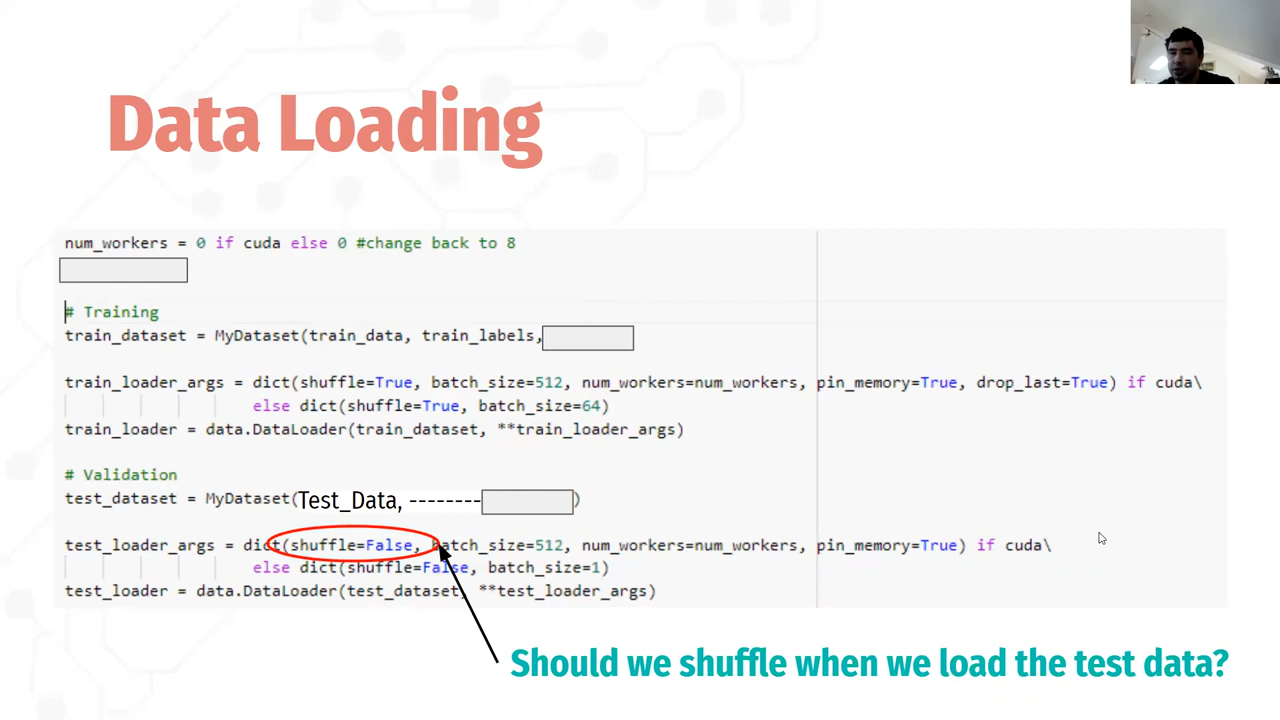 Data Loading
num_workers = 0 if cuda else 0 #change back to 8
# Training
train_dataset = MyDataset(train_data, train_labels,
train_loader_args = dict(shuffle=True, batch_size=512, num_workers=num_workers, pin_memory=True, drop_last=True) if cuda\
else dict(shuffle=True, batch_size=64)
train_loader = data.DataLoader(train_dataset, **train_loader_args)
# Validation
test_dataset = MyDataset(Test_Data, --------)
test_loader_args = dict(shuffle=False, batch_size=512, num_workers=num_workers, pin_memory=True) if cuda\
else dict(shuffle=False, batch_size=1)
test_loader = data.DataLoader(test_dataset, **test_loader_args)
Should we shuffle when we load the test data?